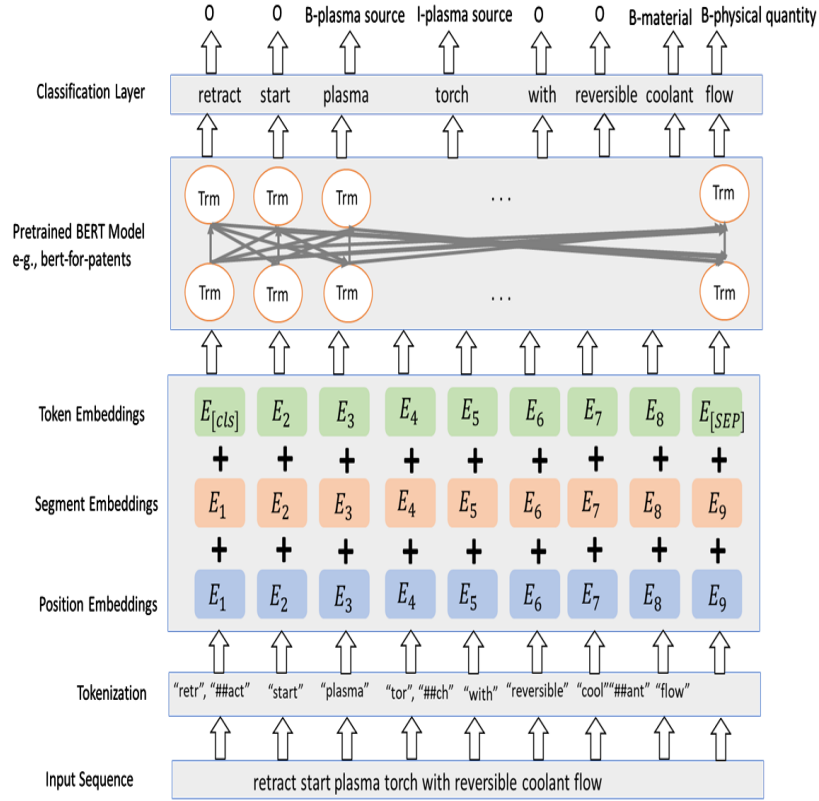 O O B-plasma source I-plasma source O O B-material B-physical quantity
Classification Layer retract start plasma torch with reversible coolant flow
Trm Trm Trm ... Trm
Pretrained BERT Model
e.g., bert-for-patents
Trm Trm Trm ... Trm
Token Embeddings E[cls] E2 E3 E4 E5 E6 E7 E8 E[SEP]
+ + + + + + + + +
Segment Embeddings E1 E2 E3 E4 E5 E6 E7 E8 E9
+ + + + + + + + +
Position Embeddings E1 E2 E3 E4 E5 E6 E7 E8 E9
Tokenization “retr”, “##act” “start” “plasma” “tor”, “##ch” “with” “reversible” “cool”“##ant” “flow”
Input Sequence retract start plasma torch with reversible coolant flow